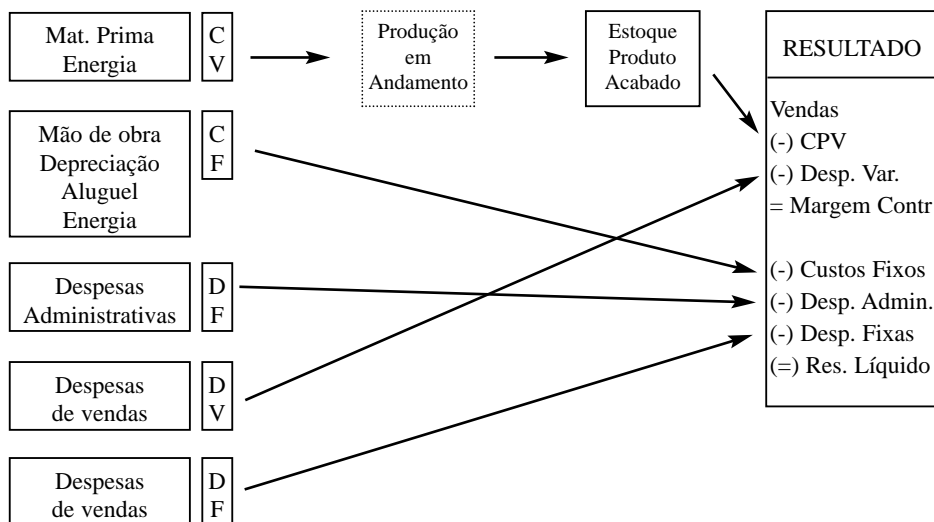 Mat. Prima
Energia
C
V
Produção
em
Andamento
Estoque
Produto
Acabado
RESULTADO
Vendas
(-) CPV
(-) Desp. Var.
= Margem Contr
(-) Custos Fixos
(-) Desp. Admin.
(-) Desp. Fixas
(=) Res. Líquido
Mão de obra
Depreciação
Aluguel
Energia
C
F
Despesas
Administrativas
D
F
Despesas
de vendas
D
V
Despesas
de vendas
D
F